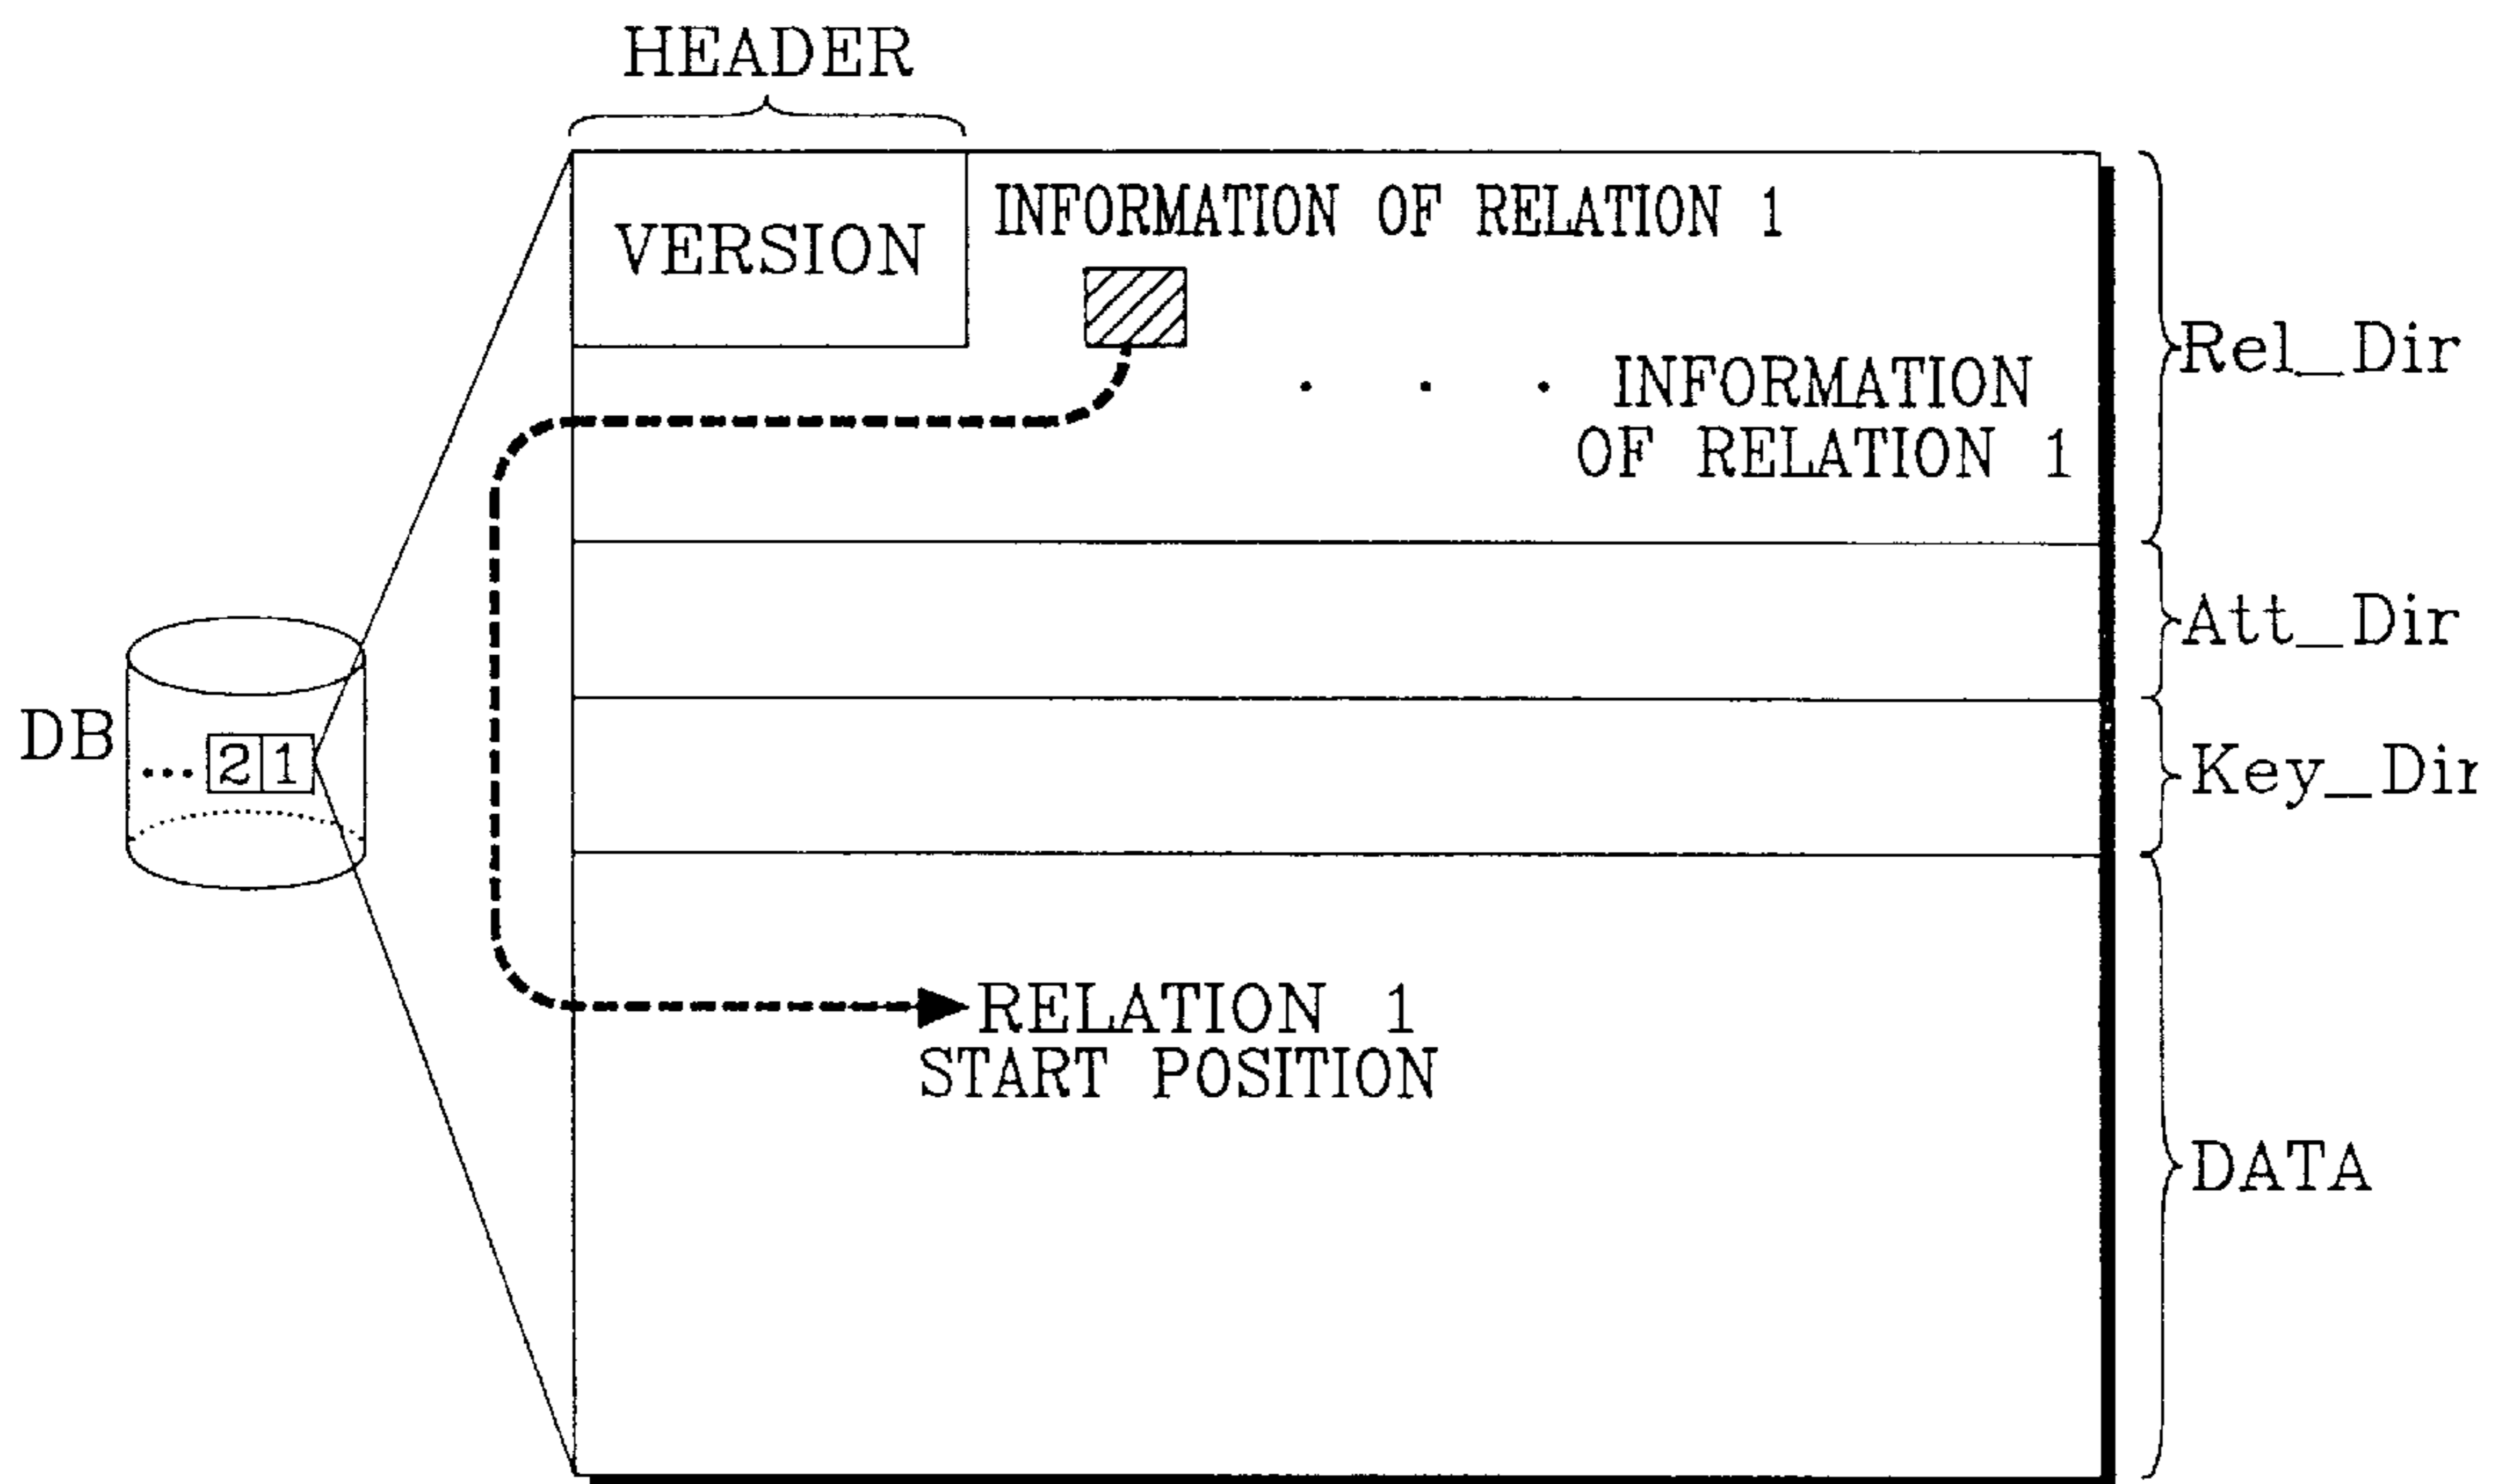 HEADER
VERSION
INFORMATION OF RELATION 1
. . . INFORMATION
OF RELATION 1
Rel_Dir
Att_Dir
Key_Dir
DB
... 2 1
RELATION 1
START POSITION
DATA